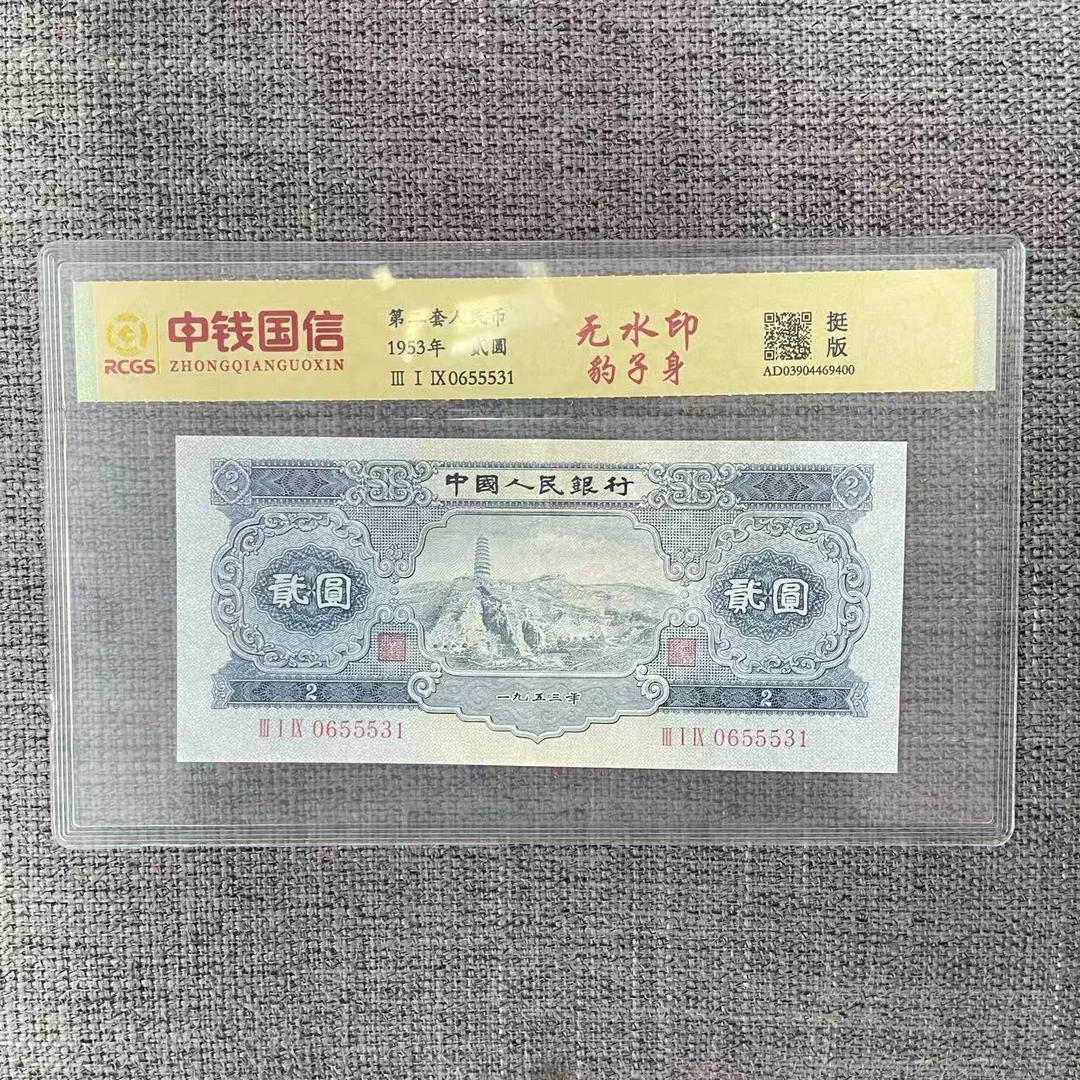 中钱国信
RCGS ZHONGQIANGUOXIN
第二套人民币
1953年 贰圆
Ⅲ Ⅰ Ⅸ 0655531
无水印
豹子身
挺版
AD03904469400
2 中國人民銀行 2
貳圓 貳圓
2 一九五三年 2
Ⅲ Ⅰ Ⅸ 0655531 Ⅲ Ⅰ Ⅸ 0655531